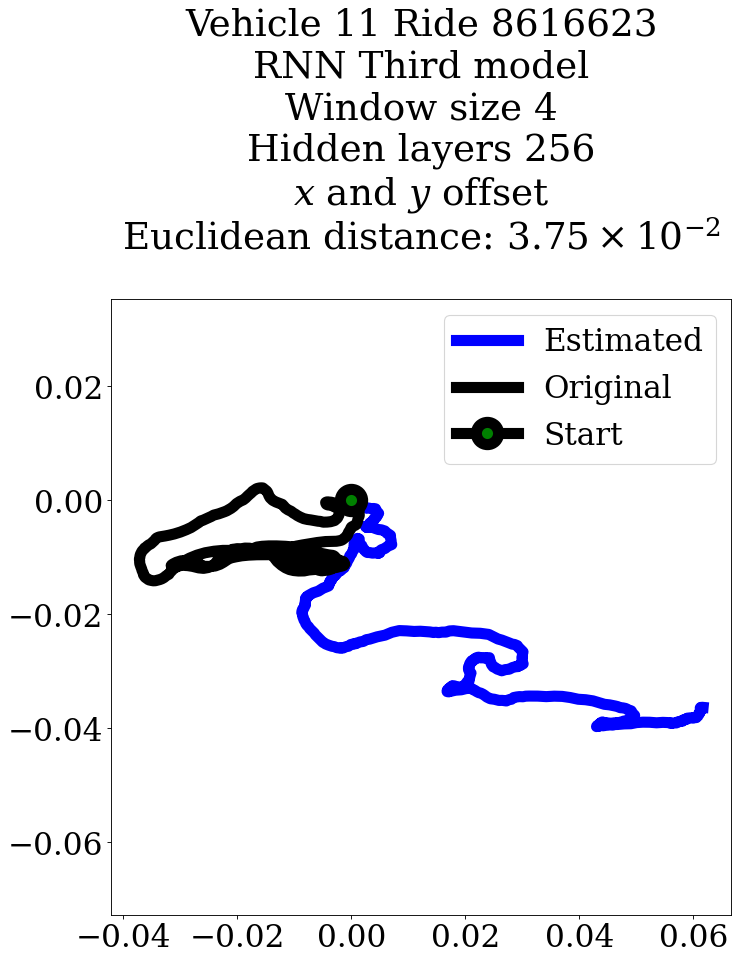 Vehicle 11 Ride 8616623
RNN Third model
Window size 4
Hidden layers 256
x and y offset
Euclidean distance: 3.75 × 10⁻²
Estimated
Original
Start
0.02
0.00
−0.02
−0.04
−0.06
−0.04 −0.02 0.00 0.02 0.04 0.06